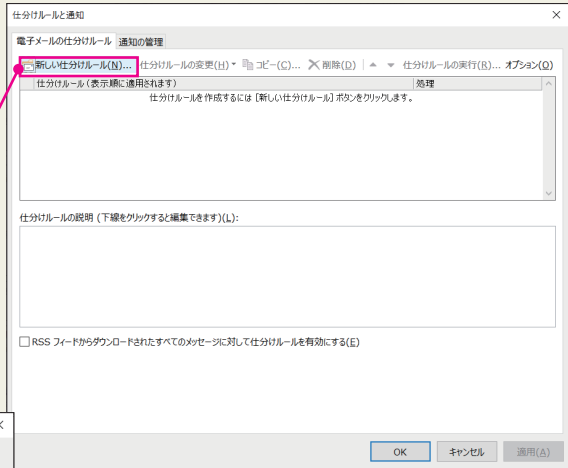 仕分けルールと通知
電子メールの仕分けルール 通知の管理
新しい仕分けルール(N)... 仕分けルールの変更(H) コピー(C)... 削除(D) 仕分けルールの実行(R)... オプション(O)
仕分けルール (表示順に適用されます) 処理
仕分けルールを作成するには [新しい仕分けルール] ボタンをクリックします。
仕分けルールの説明 (下線をクリックすると編集できます)(L):
RSS フィードからダウンロードされたすべてのメッセージに対して仕分けルールを有効にする(E)
OK キャンセル 適用(A)